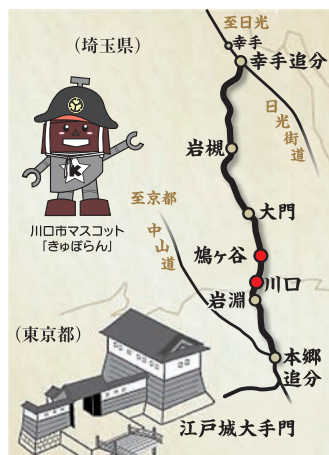 至日光
幸手
幸手追分
(埼玉県)
日光街道
岩槻
川口市マスコット
「きゅぽらん」
至京都
中山道
大門
鳩ヶ谷
川口
岩淵
(東京都)
本郷
追分
江戸城大手門